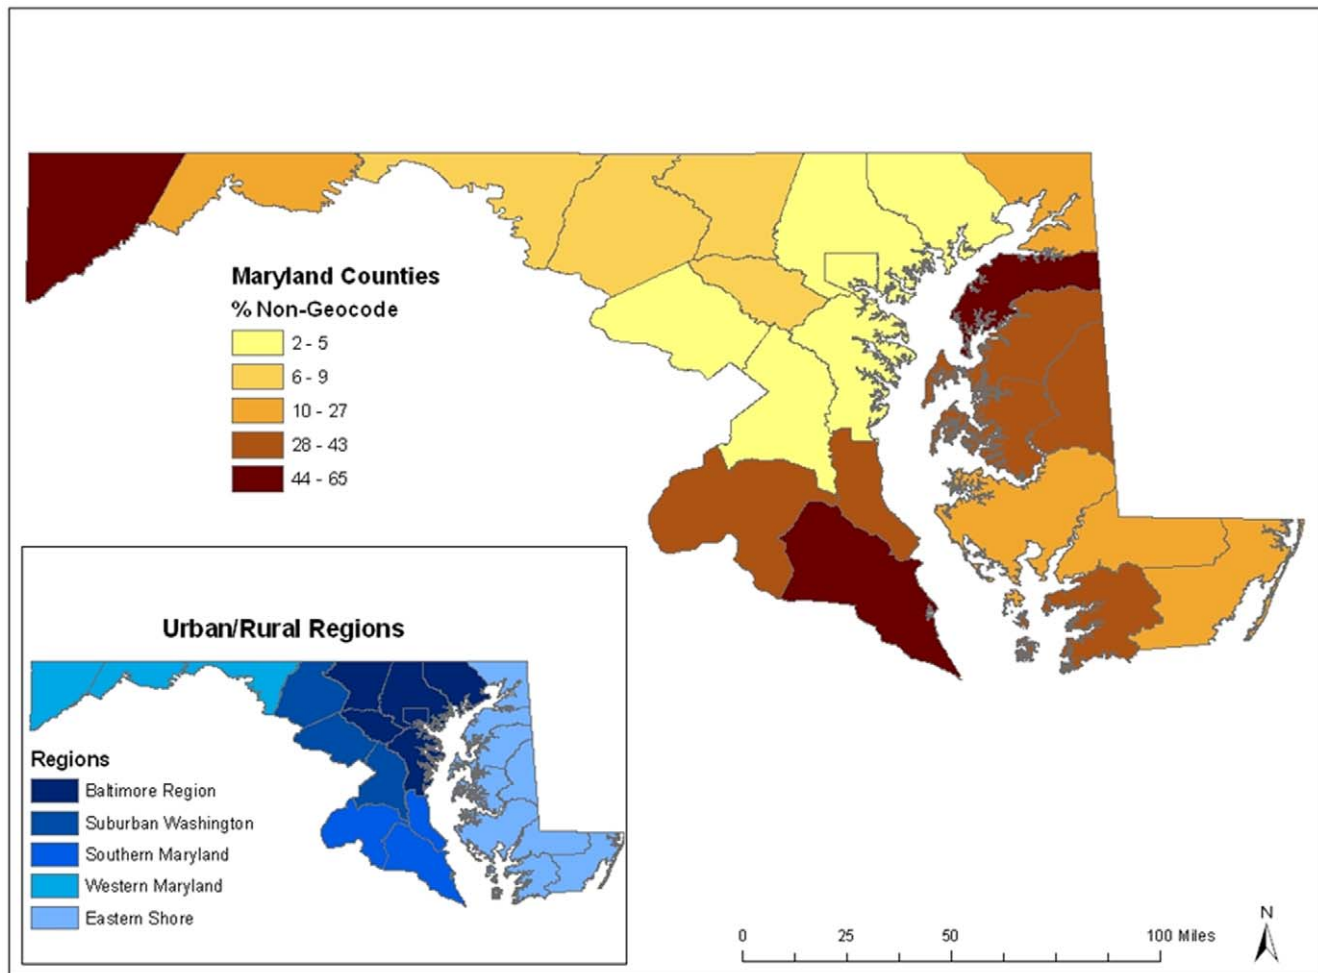 Maryland Counties
% Non-Geocode
2 - 5
6 - 9
10 - 27
28 - 43
44 - 65
Urban/Rural Regions
Regions
Baltimore Region
Suburban Washington
Southern Maryland
Western Maryland
Eastern Shore
0 25 50 100 Miles
N